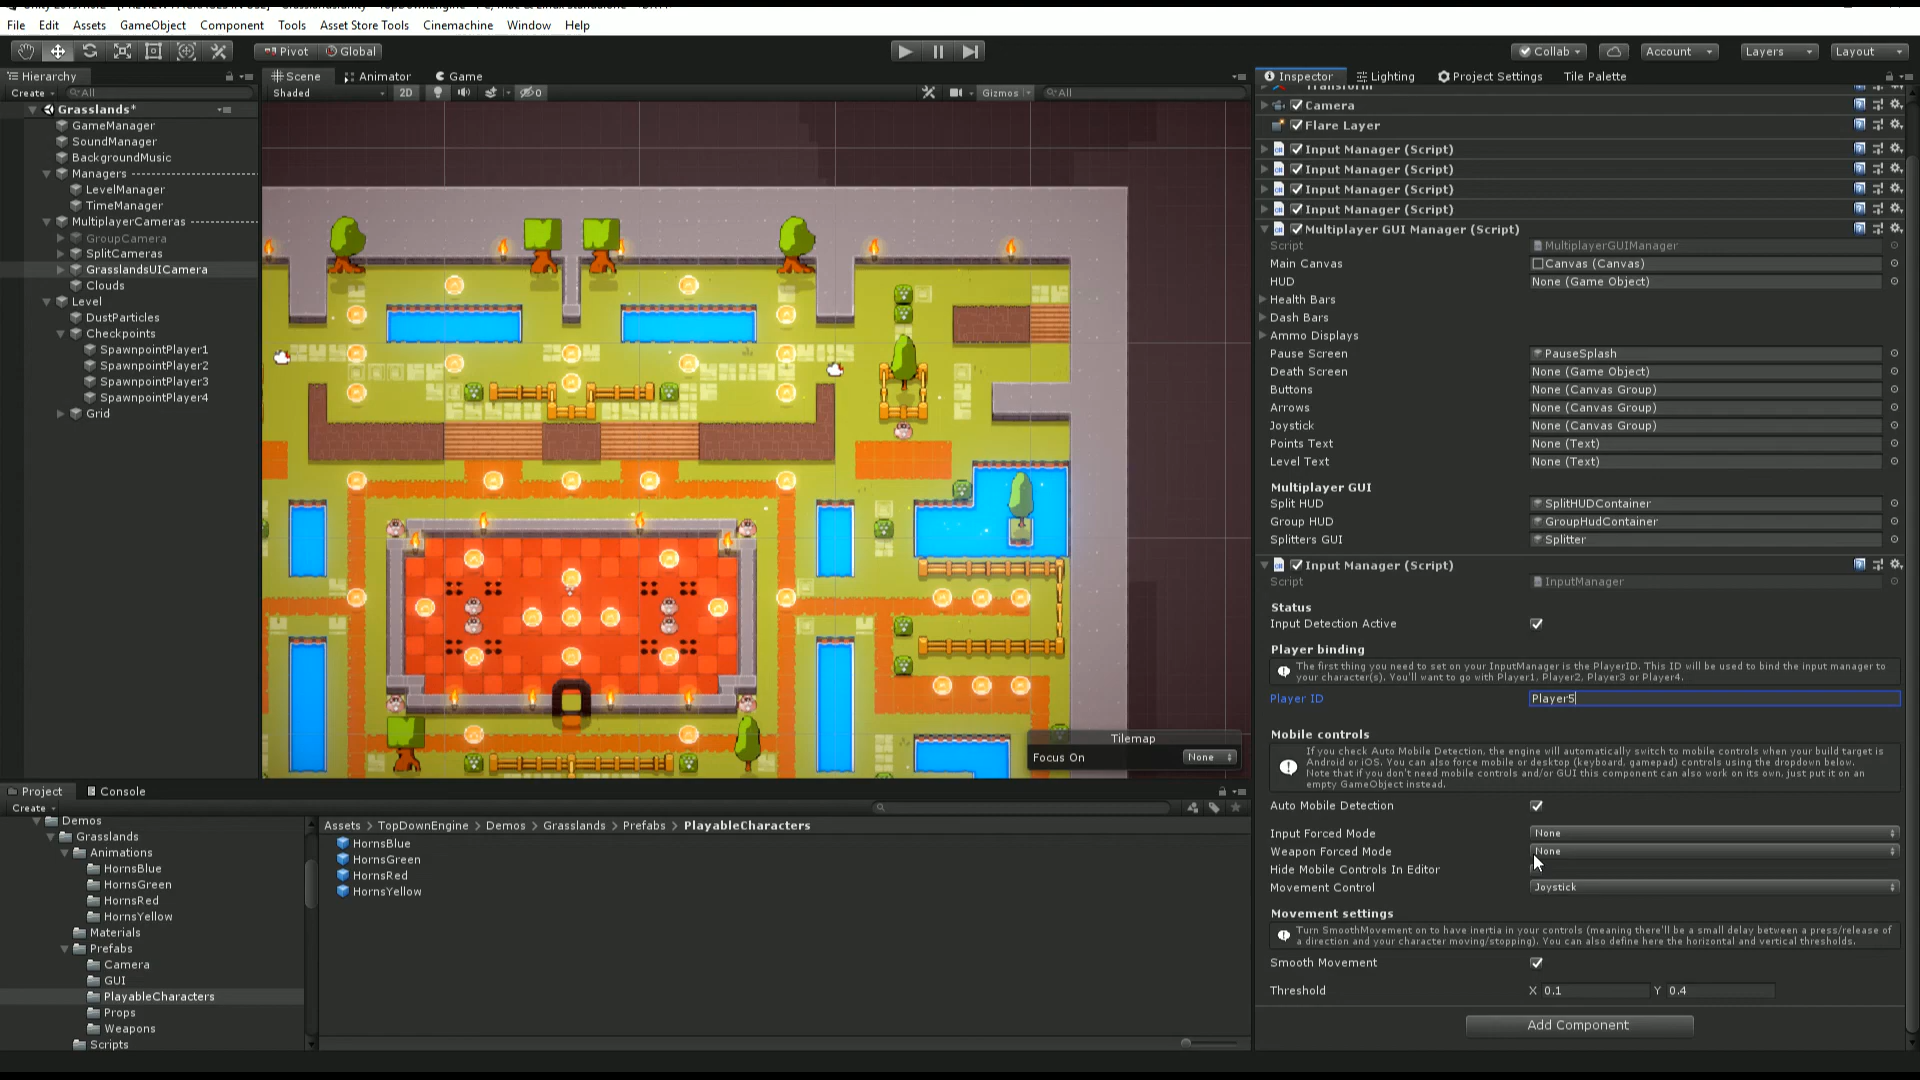 File Edit Assets GameObject Component Tools Asset Store Tools Cinemachine Window Help
Pivot Global Collab Account Layers Layout
Hierarchy
Create All
Grasslands*
GameManager
SoundManager
BackgroundMusic
Managers
LevelManager
TimeManager
MultiplayerCameras
GroupCamera
SplitCameras
GrasslandsUICamera
Clouds
Level
DustParticles
Checkpoints
SpawnpointPlayer1
SpawnpointPlayer2
SpawnpointPlayer3
SpawnpointPlayer4
Grid
Scene Animator Game
Shaded 2D 0 Gizmos All
Tilemap
Focus On None
Inspector Lighting Project Settings Tile Palette
Transform
Camera
Flare Layer
Input Manager (Script)
Input Manager (Script)
Input Manager (Script)
Input Manager (Script)
Multiplayer GUI Manager (Script)
Script MultiplayerGUIManager
Main Canvas Canvas (Canvas)
HUD None (Game Object)
Health Bars
Dash Bars
Ammo Displays
Pause Screen PauseSplash
Death Screen None (Game Object)
Buttons None (Canvas Group)
Arrows None (Canvas Group)
Joystick None (Canvas Group)
Points Text None (Text)
Level Text None (Text)
Multiplayer GUI
Split HUD SplitHUDContainer
Group HUD GroupHudContainer
Splitters GUI Splitter
Input Manager (Script)
Script InputManager
Status
Input Detection Active
Player binding
The first thing you need to set on your InputManager is the PlayerID. This ID will be used to bind the input manager to
your character(s). You'll want to go with Player1, Player2, Player3 or Player4.
Player ID Player5
Mobile controls
If you check Auto Mobile Detection, the engine will automatically switch to mobile controls when your build target is
Android or iOS. You can also force mobile or desktop (keyboard, gamepad) controls using the dropdown below.
Note that if you don't need mobile controls and/or GUI this component can also work on its own, just put it on an
empty GameObject instead.
Auto Mobile Detection
Input Forced Mode None
Weapon Forced Mode None
Hide Mobile Controls In Editor
Movement Control Joystick
Movement settings
Turn SmoothMovement on to have inertia in your controls (meaning there'll be a small delay between a press/release of
a direction and your character moving/stopping). You can also define here the horizontal and vertical thresholds.
Smooth Movement
Threshold X 0.1 Y 0.4
Add Component
Project Console
Create
Demos
Grasslands
Animations
HornsBlue
HornsGreen
HornsRed
HornsYellow
Materials
Prefabs
Camera
GUI
PlayableCharacters
Props
Weapons
Scripts
Assets > TopDownEngine > Demos > Grasslands > Prefabs > PlayableCharacters
HornsBlue
HornsGreen
HornsRed
HornsYellow